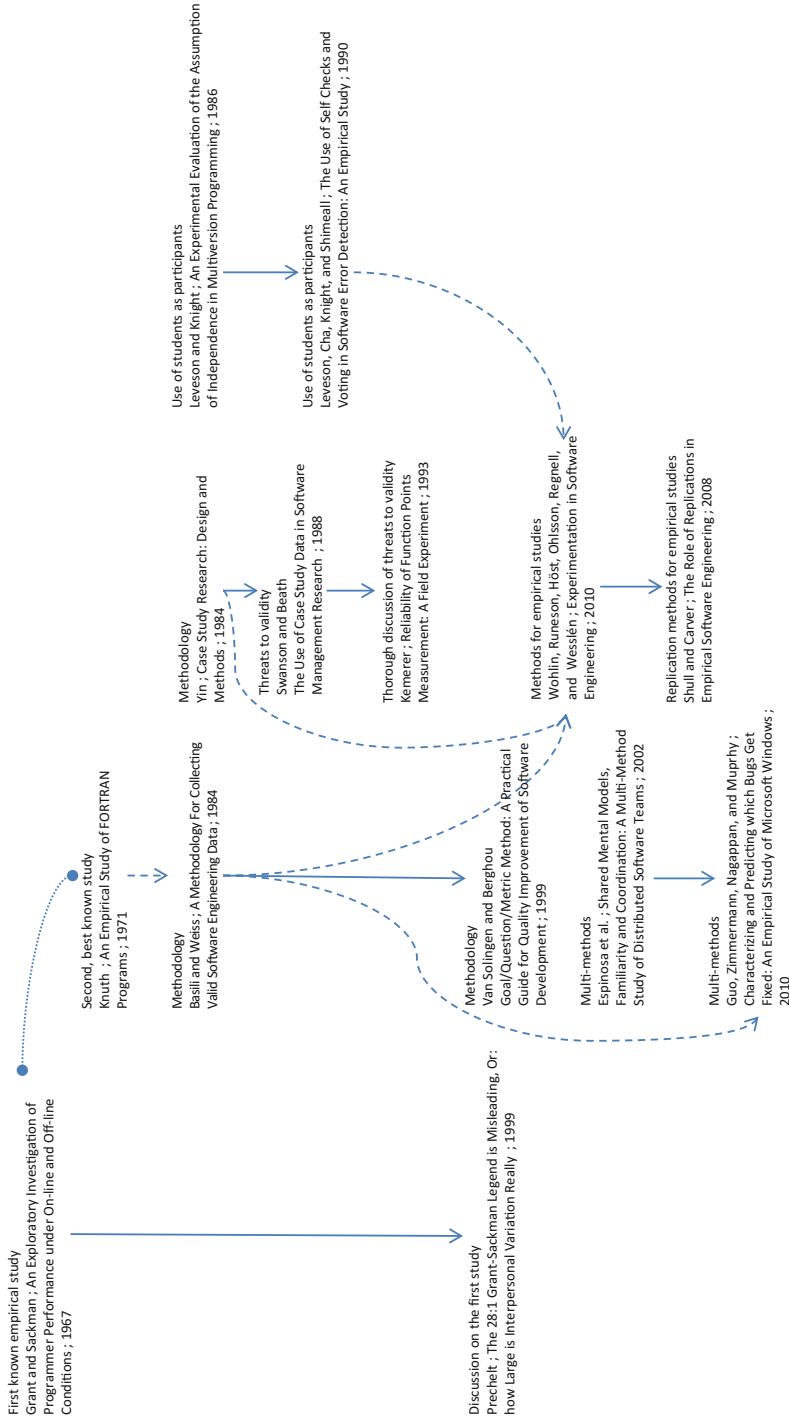 First known empirical study
Grant and Sackman ; An Exploratory Investigation of
Programmer Performance under On-line and Off-line
Conditions ; 1967
Second, best known study
Knuth ; An Empirical Study of FORTRAN
Programs ; 1971
Methodology
Basili and Weiss ; A Methodology For Collecting
Valid Software Engineering Data ; 1984
Methodology
Yin ; Case Study Research: Design and
Methods ; 1984
Threats to validity
Swanson and Beath
The Use of Case Study Data in Software
Management Research ; 1988
Thorough discussion of threats to validity
Kemerer ; Reliability of Function Points
Measurement: A Field Experiment ; 1993
Use of students as participants
Leveson and Knight ; An Experimental Evaluation of the Assumption
of Independence in Multiversion Programming ; 1986
Use of students as participants
Leveson, Cha, Knight, and Shimeall ; The Use of Self Checks and
Voting in Software Error Detection: An Empirical Study ; 1990
Discussion on the first study
Prechelt ; The 28:1 Grant-Sackman Legend is Misleading, Or:
how Large is Interpersonal Variation Really ; 1999
Methodology
Van Solingen and Berghou
Goal/Question/Metric Method: A Practical
Guide for Quality Improvement of Software
Development ; 1999
Multi-methods
Espinosa et al. ; Shared Mental Models,
Familiarity and Coordination: A Multi-Method
Study of Distributed Software Teams ; 2002
Multi-methods
Guo, Zimmermann, Nagappan, and Muprhy ;
Characterizing and Predicting which Bugs Get
Fixed: An Empirical Study of Microsoft Windows ;
2010
Methods for empirical studies
Wohlin, Runeson, Höst, Ohlsson, Regnell,
and Wesslén ; Experimentation in Software
Engineering ; 2010
Replication methods for empirical studies
Shull and Carver ; The Role of Replications in
Empirical Software Engineering ; 2008